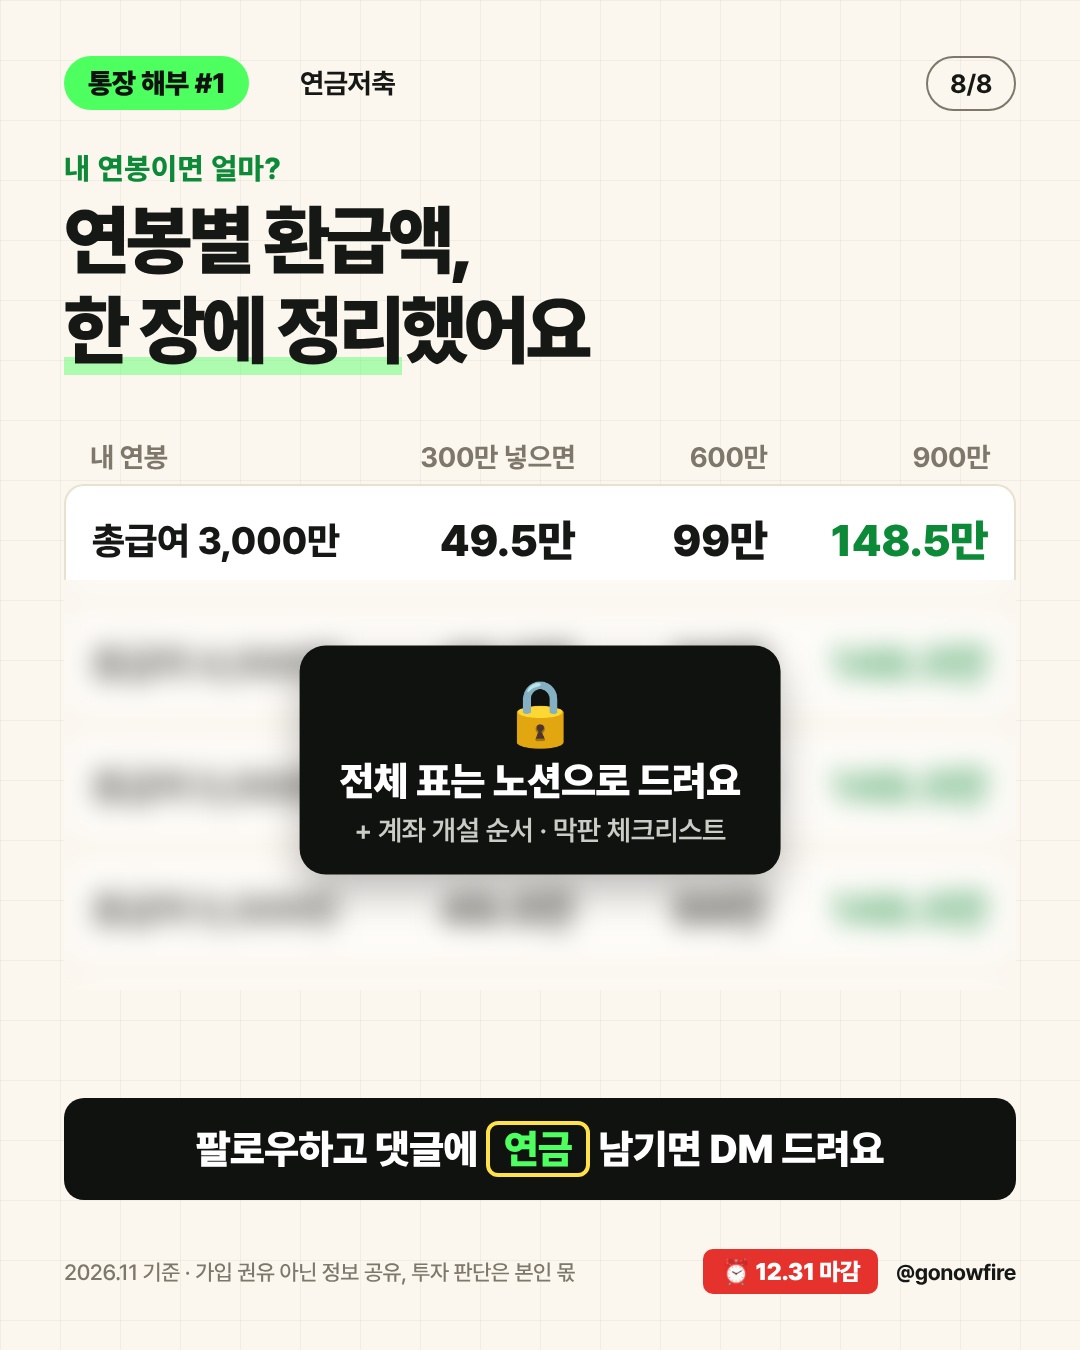 통장 해부 #1
연금저축
8/8
내 연봉이면 얼마?
연봉별 환급액,
한 장에 정리했어요
내 연봉 300만 넣으면 600만 900만
총급여 3,000만 49.5만 99만 148.5만
🔒
전체 표는 노션으로 드려요
+ 계좌 개설 순서 · 막판 체크리스트
팔로우하고 댓글에 연금 남기면 DM 드려요
2026.11 기준 · 가입 권유 아닌 정보 공유, 투자 판단은 본인 몫
⏰ 12.31 마감
@gonowfire